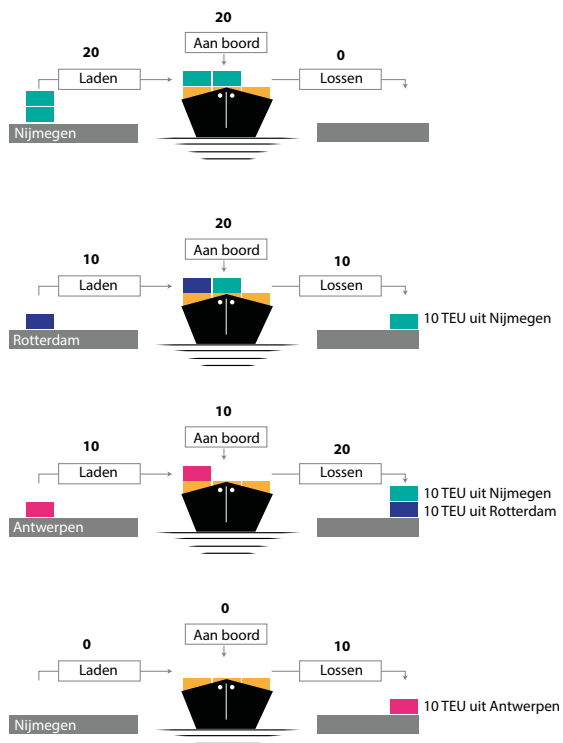 20
20
Aan boord
0
Laden
Lossen
Nijmegen
20
10
Aan boord
10
Laden
Lossen
10 TEU uit Nijmegen
Rotterdam
10
10
Aan boord
20
Laden
Lossen
10 TEU uit Nijmegen
10 TEU uit Rotterdam
Antwerpen
0
0
Aan boord
10
Laden
Lossen
10 TEU uit Antwerpen
Nijmegen